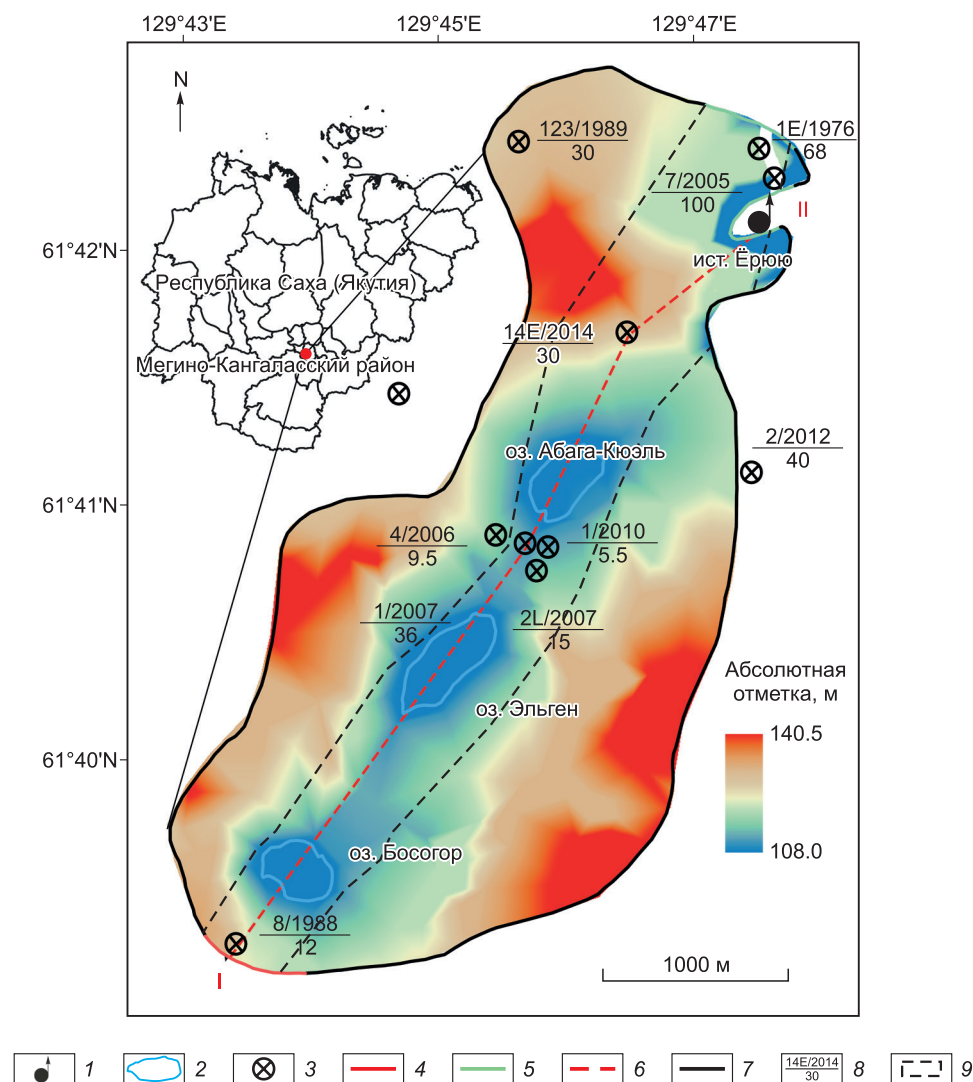 129°43'E
129°45'E
129°47'E
N
123/1989
30
1E/1976
68
7/2005
100
II
61°42'N
ист. Ёрюю
Республика Саха (Якутия)
14E/2014
30
Мегино-Кангаласский район
2/2012
40
оз. Абага-Кюэль
61°41'N
4/2006
9.5
1/2010
5.5
1/2007
36
2L/2007
15
Абсолютная
отметка, м
оз. Эльген
140.5
61°40'N
108.0
оз. Босогор
8/1988
12
I
1000 м
1
2
3
4
5
6
7
14E/2014
30
8
9